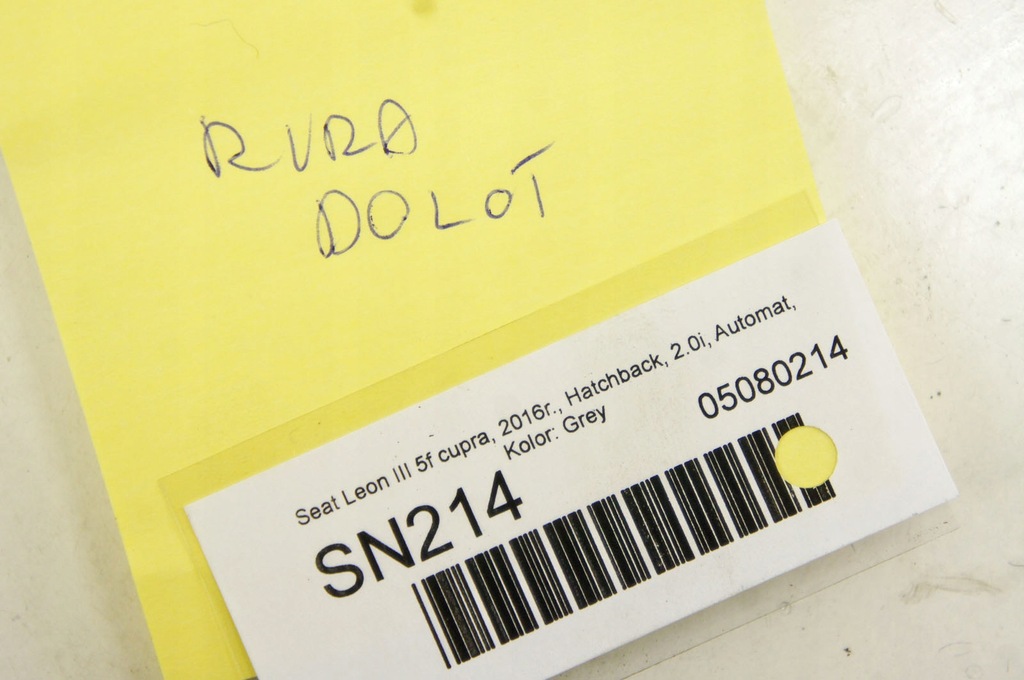 RURA
DOLOT
Seat Leon III 5f cupra, 2016r., Hatchback, 2.0i, Automat,
Kolor: Grey
05080214
SN214